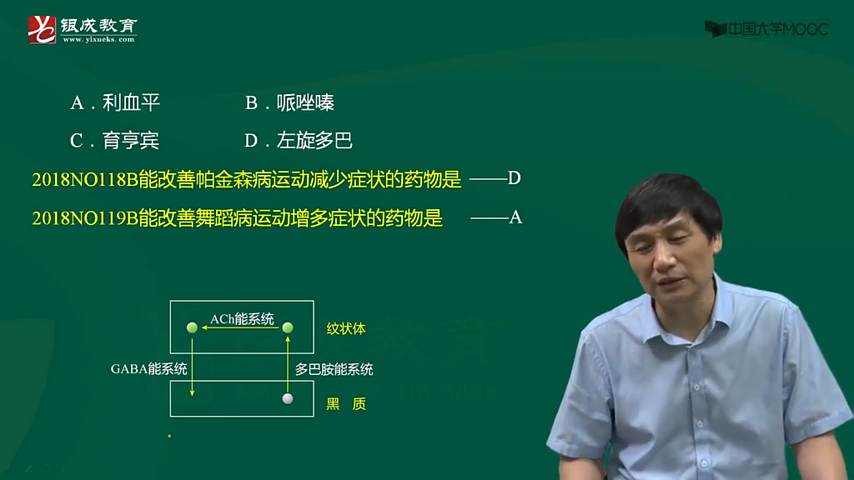 银成教育
www.yixueks.com
中国大学MOOC
A．利血平 B．哌唑嗪
C．育亨宾 D．左旋多巴
2018NO118B能改善帕金森病运动减少症状的药物是 ——D
2018NO119B能改善舞蹈病运动增多症状的药物是 ——A
ACh能系统
纹状体
GABA能系统
多巴胺能系统
黑 质